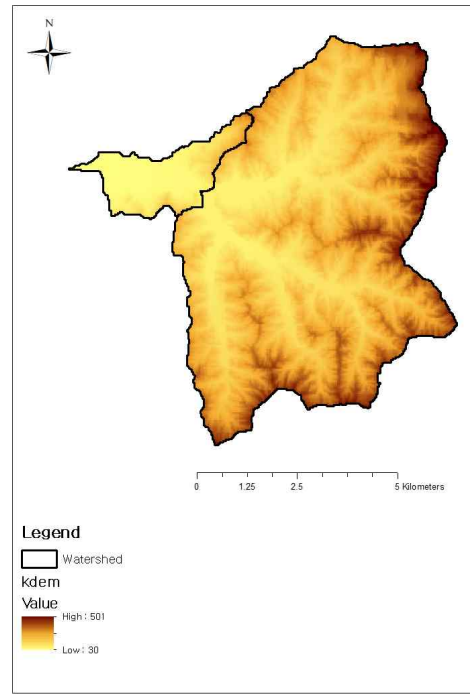 N
0 1.25 2.5 5 Kilometers
Legend
Watershed
kdem
Value
High : 501
Low : 30